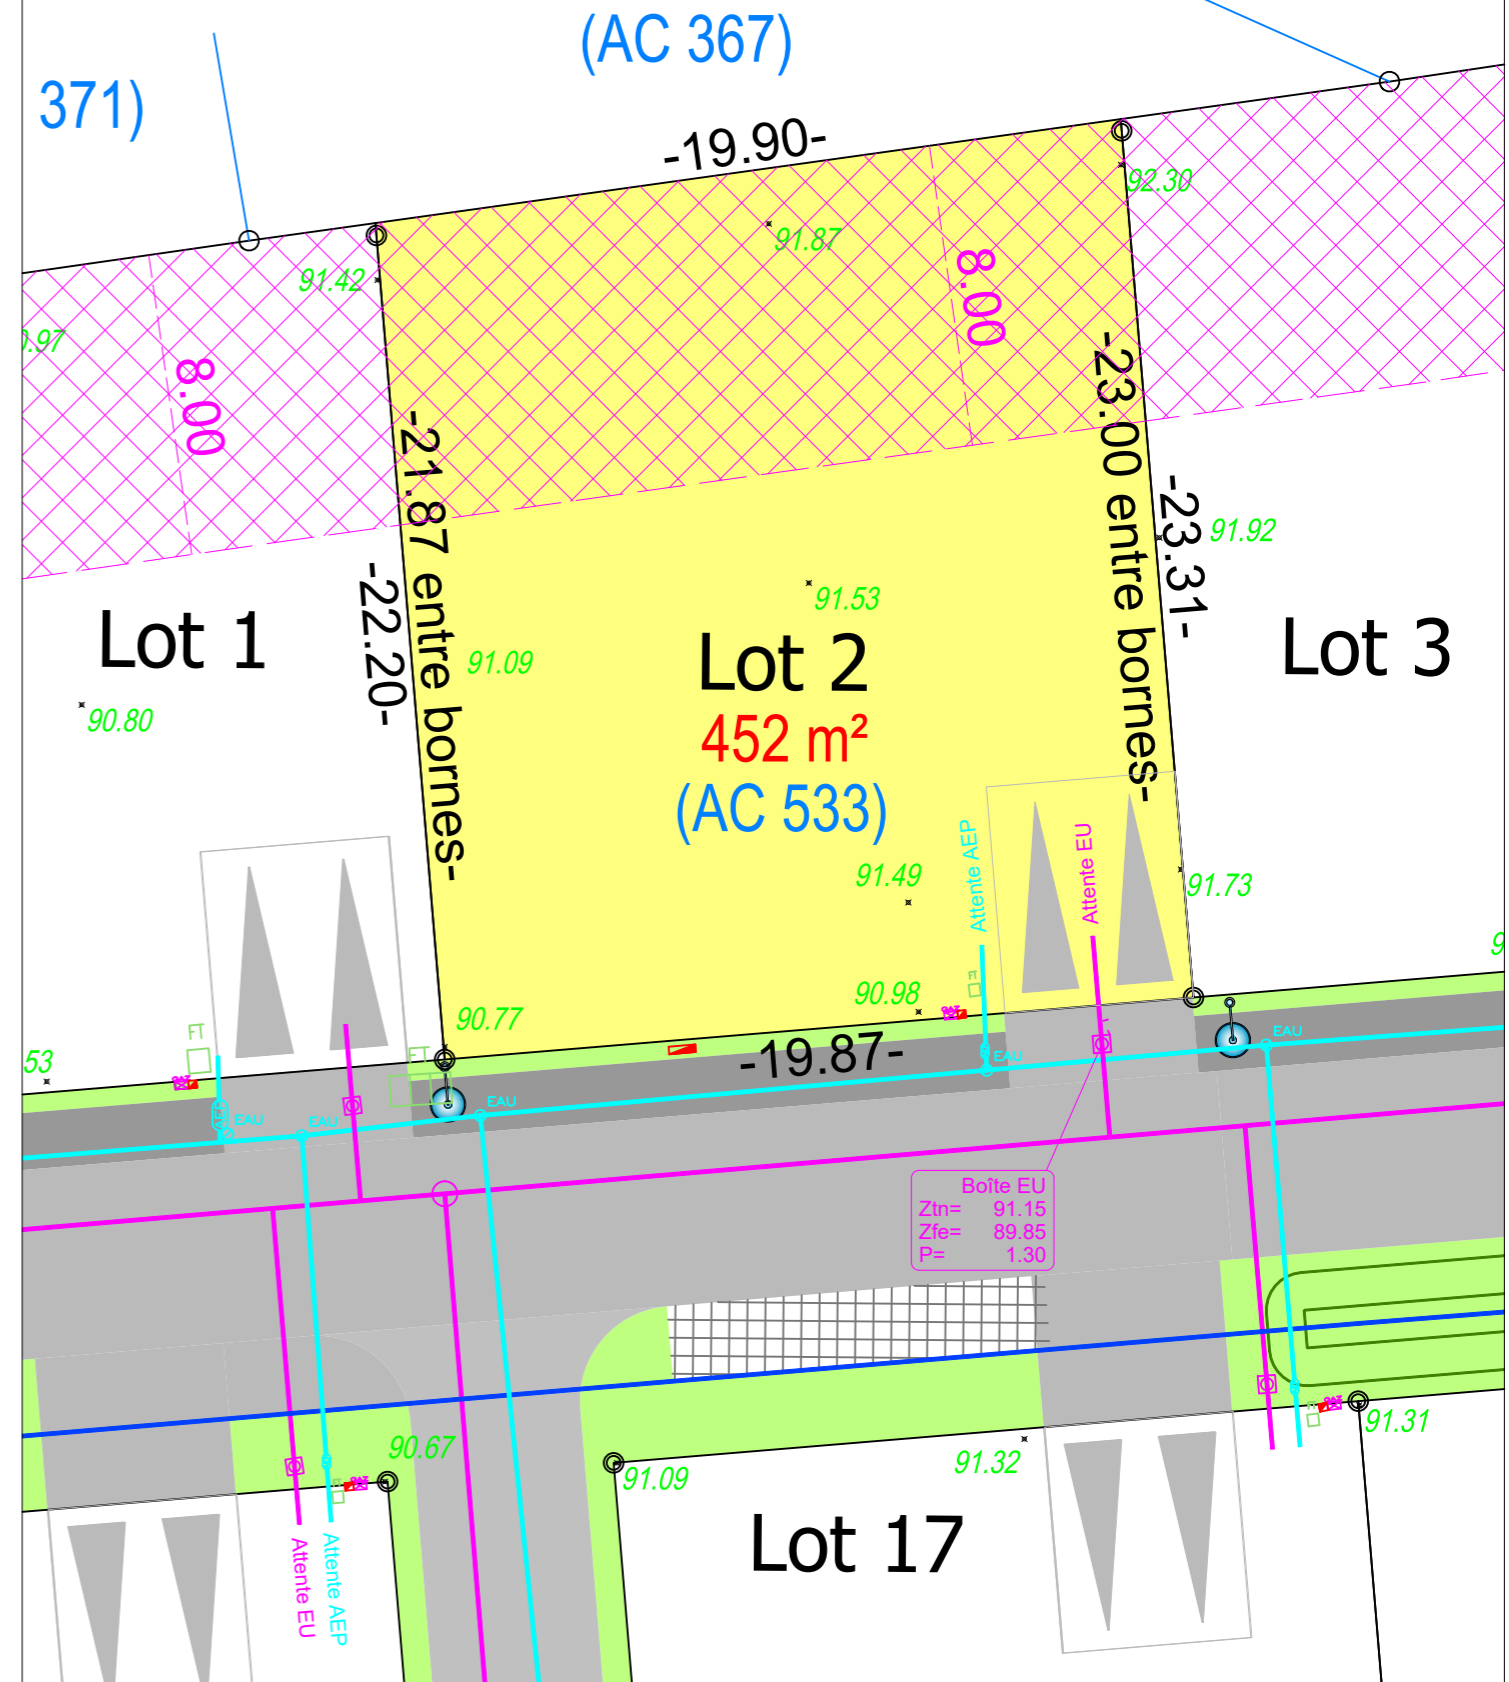 (AC 367)
371)
-19.90-
92.30
91.87
91.42
8.00
.97
8.00
-21.87 entre bornes-
-22.20-
-23.00 entre bornes-
-23.31-
91.92
91.53
Lot 1
Lot 2
Lot 3
91.09
452 m²
90.80
(AC 533)
Attente AEP
Attente EU
91.49
91.73
9
90.98
90.77
FT
FT
53
-19.87-
EAU
EAU
EAU
EAU
EAU
Boîte EU
Ztn= 91.15
Zfe= 89.85
P= 1.30
90.67
91.09
91.32
91.31
Lot 17
Attente EU
Attente AEP